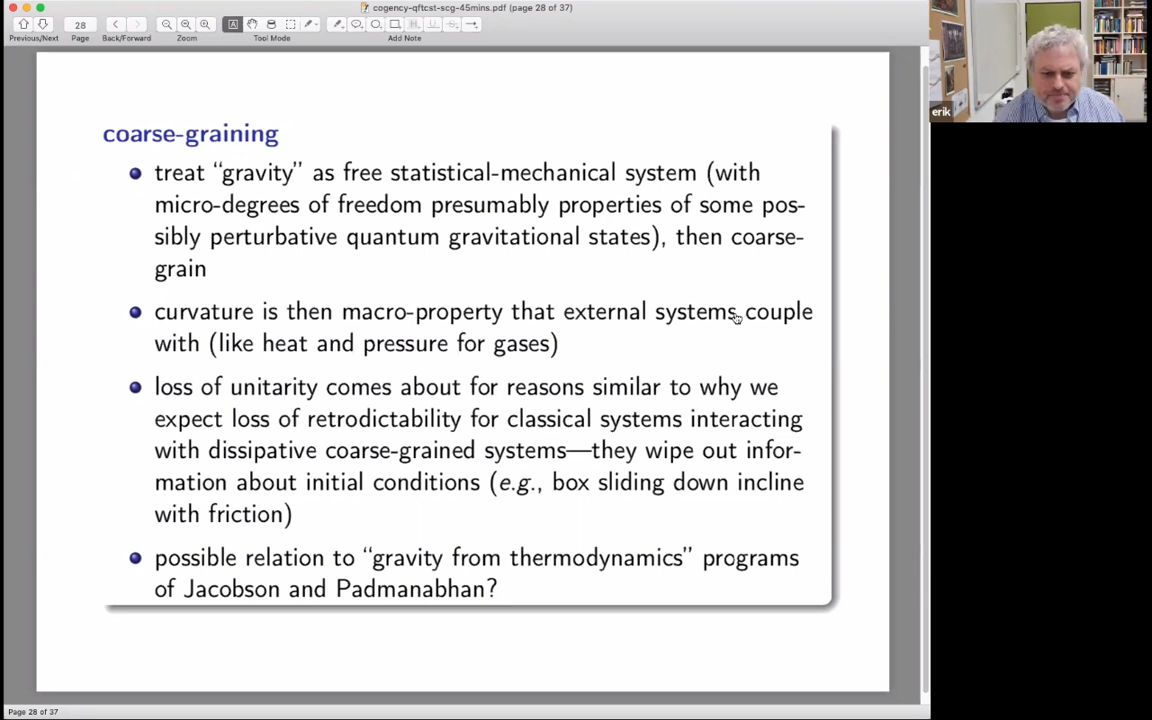 cogency-qftcst-scg-45mins.pdf (page 28 of 37)
28
Previous/Next Page Back/Forward Zoom Tool Mode Add Note
erik
coarse-graining
treat “gravity” as free statistical-mechanical system (with
micro-degrees of freedom presumably properties of some pos-
sibly perturbative quantum gravitational states), then coarse-
grain
curvature is then macro-property that external systems couple
with (like heat and pressure for gases)
loss of unitarity comes about for reasons similar to why we
expect loss of retrodictability for classical systems interacting
with dissipative coarse-grained systems—they wipe out infor-
mation about initial conditions (e.g., box sliding down incline
with friction)
possible relation to “gravity from thermodynamics” programs
of Jacobson and Padmanabhan?
Page 28 of 37